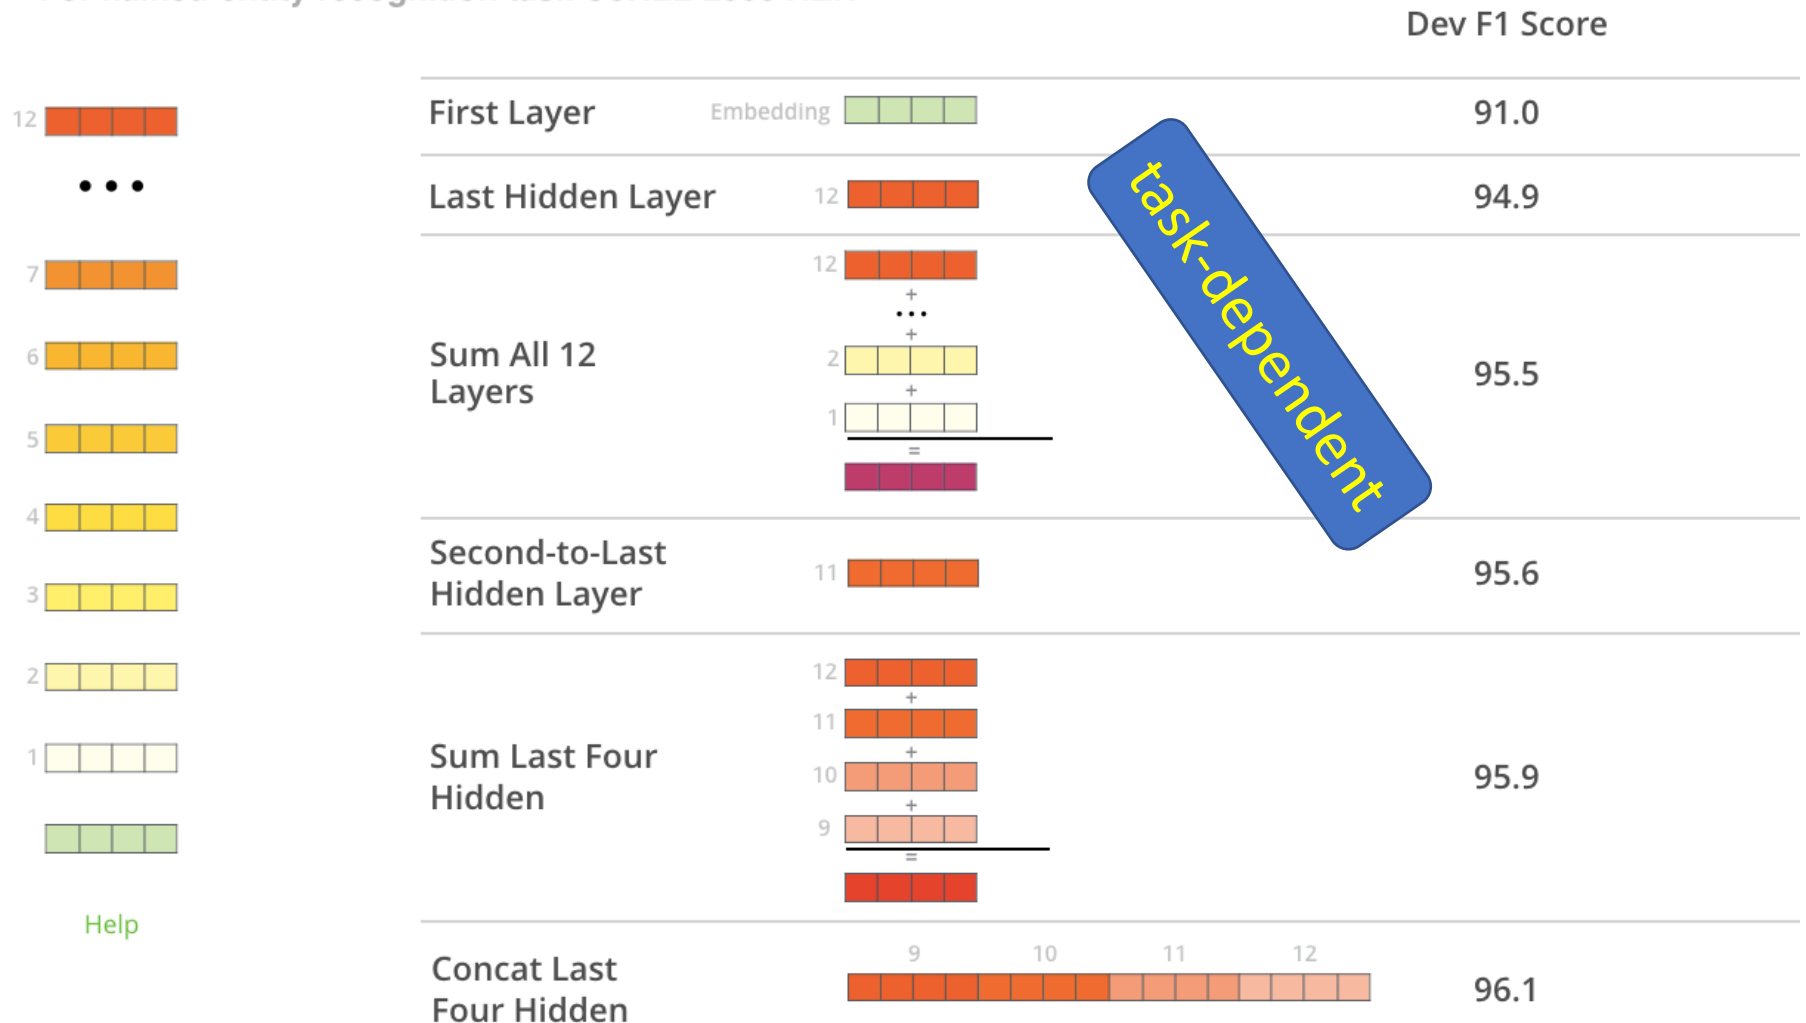 Dev F1 Score
12
7
6
5
4
3
2
1
Help
First Layer
Embedding
91.0
Last Hidden Layer
12
94.9
Sum All 12
Layers
12
+
...
+
2
+
1
=
95.5
Second-to-Last
Hidden Layer
11
95.6
Sum Last Four
Hidden
12
+
11
+
10
+
9
=
95.9
Concat Last
Four Hidden
9 10 11 12
96.1
task-dependent